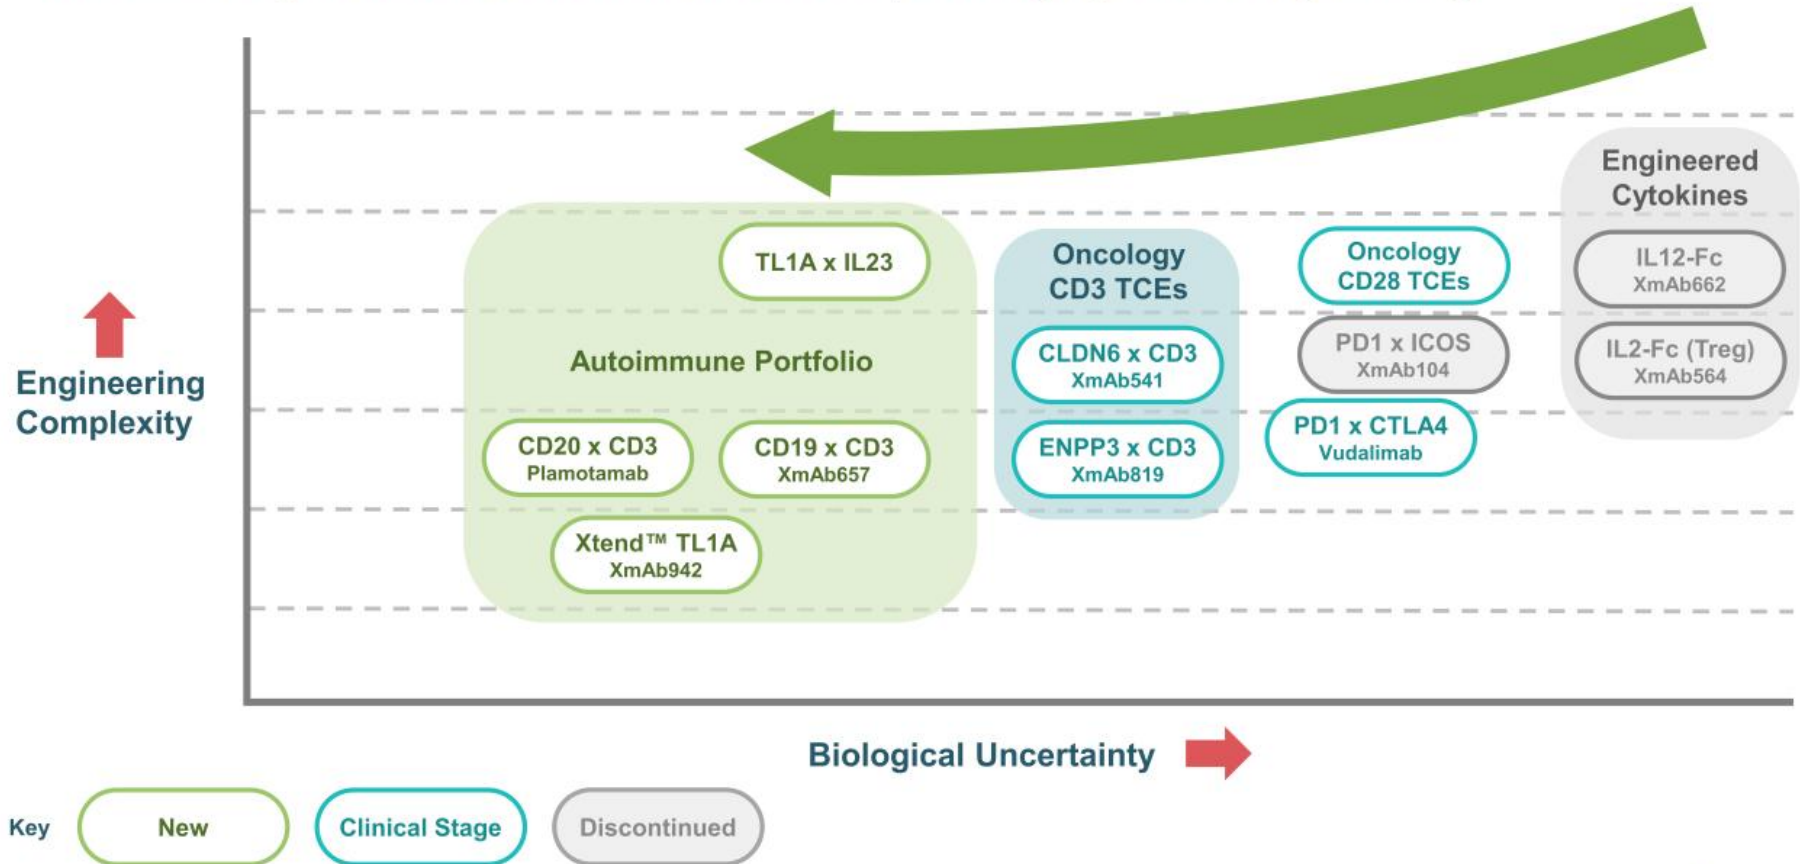 Engineered
Cytokines
TL1A x IL23
Oncology
CD3 TCEs
Oncology
CD28 TCEs
IL12-Fc
XmAb662
Autoimmune Portfolio
CLDN6 x CD3
XmAb541
PD1 x ICOS
XmAb104
IL2-Fc (Treg)
XmAb564
Engineering
Complexity
CD20 x CD3
Plamotamab
CD19 x CD3
XmAb657
ENPP3 x CD3
XmAb819
PD1 x CTLA4
Vudalimab
Xtend™ TL1A
XmAb942
Biological Uncertainty
Key
New
Clinical Stage
Discontinued